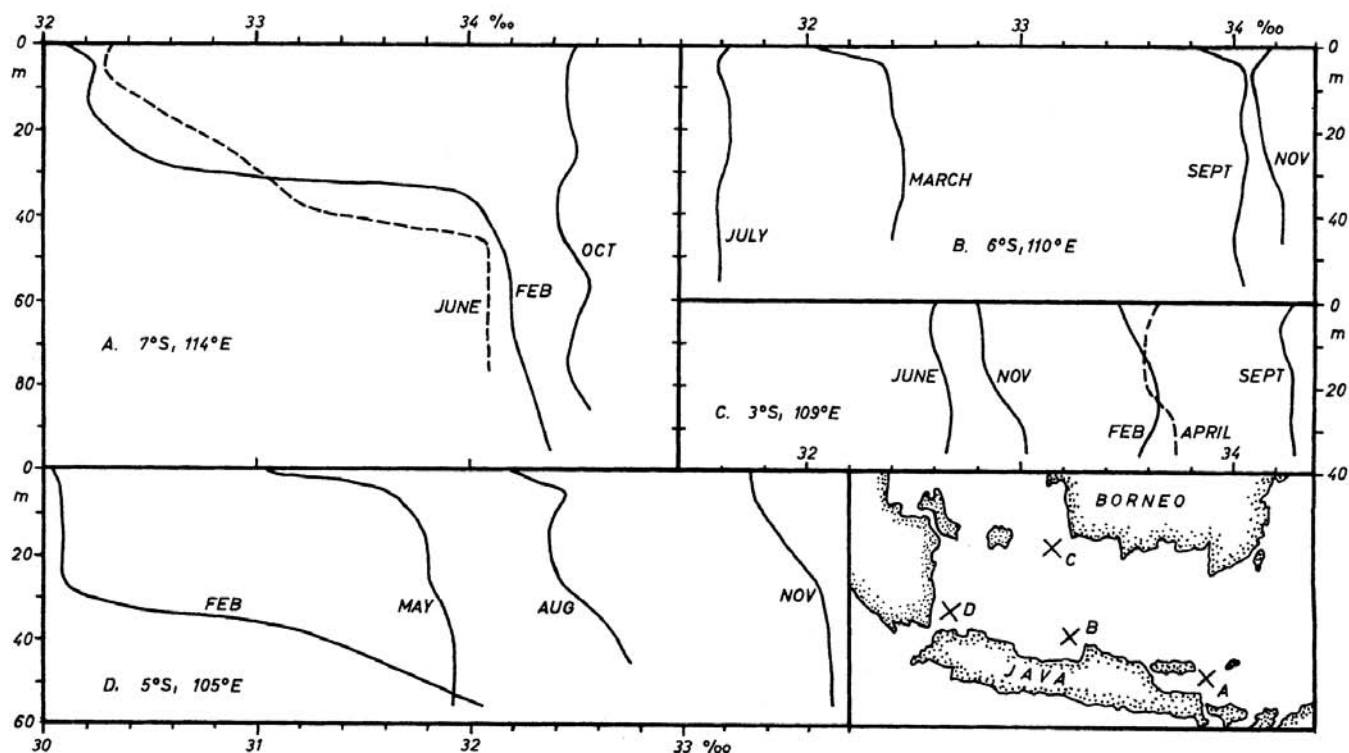 32 33 34 ‰
0
m
20
40
60
80
JUNE
FEB
OCT
A. 7°S, 114°E
32 33 34 ‰
0
m
20
40
JULY
MARCH
SEPT
NOV
B. 6°S, 110°E
0
m
20
40
JUNE
NOV
FEB
APRIL
SEPT
C. 3°S, 109°E
32 34
0
m
20
40
60
FEB
MAY
AUG
NOV
D. 5°S, 105°E
30 31 32 33 ‰
BORNEO
C
D
B
JAVA
A